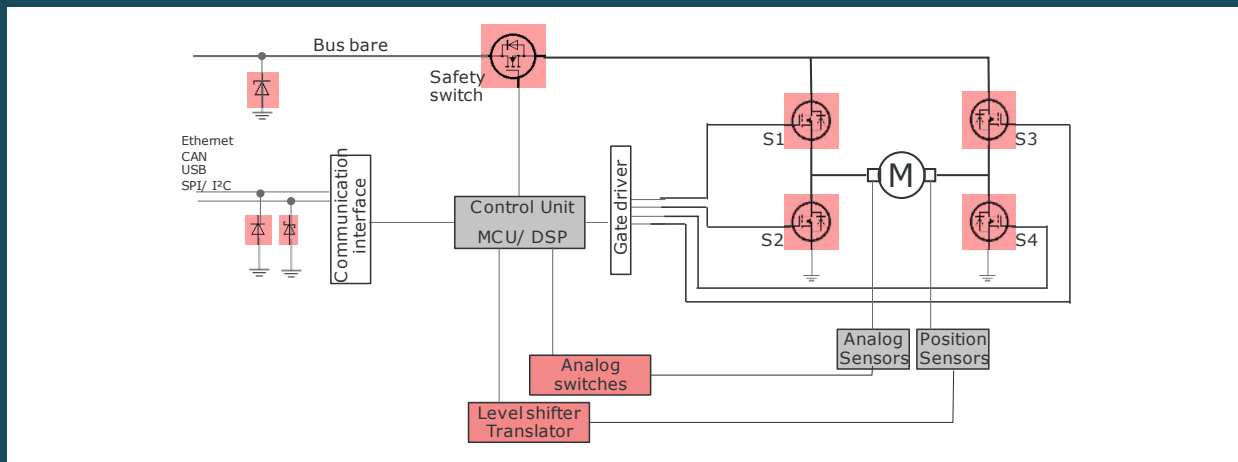 Bus bare
Safety
switch
Ethernet
CAN
USB
SPI/ I²C
Communication
interface
Control Unit
MCU/ DSP
Gate driver
S1
S2
M
S3
S4
Analog
Sensors
Position
Sensors
Analog
switches
Level shifter
Translator